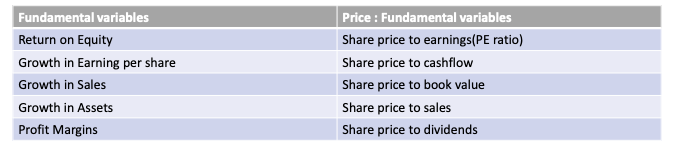 Fundamental variables Price : Fundamental variables
Return on Equity Share price to earnings(PE ratio)
Growth in Earning per share Share price to cashflow
Growth in Sales Share price to book value
Growth in Assets Share price to sales
Profit Margins Share price to dividends